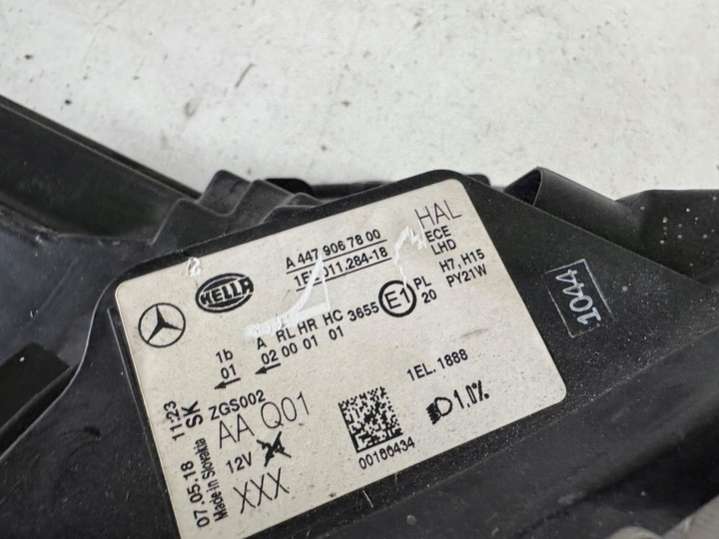 HELLA
A 447 906 78 00
1E 011.284-18
HAL
ECE
LHD
H7, H15
PY21W
1b A RL HR HC 3655 E1 PL
01 02 00 01 01 20
1EL.1888
ZGS002
AA Q01
12V
XXX
07.05.18 11:23
Made in Slovakia SK
00186434
1.0%
1044